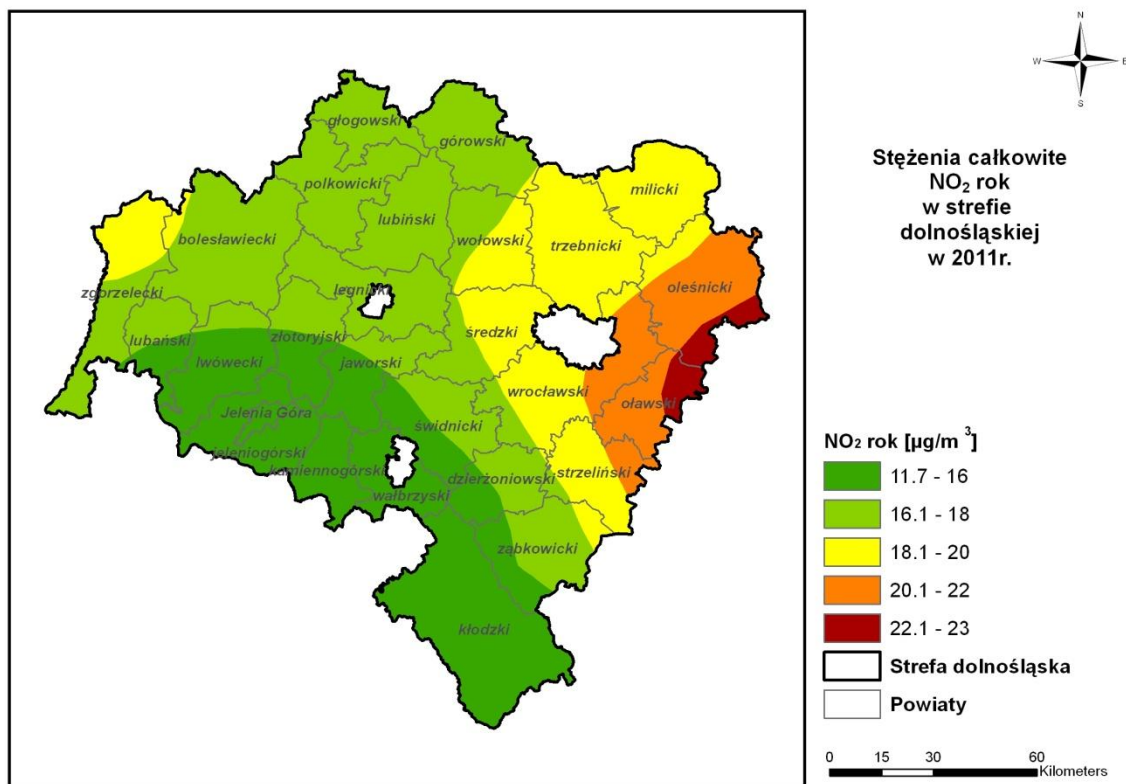 N
W E
S
Stężenia całkowite
NO₂ rok
w strefie
dolnośląskiej
w 2011r.
głogowski
górowski
polkowicki
milicki
lubiński
bolesławiecki
wołowski
trzebnicki
zgorzelecki
legnicki
oleśnicki
średzki
lubański
złotoryjski
lwówecki
jaworski
wrocławski
oławski
Jelenia Góra
świdnicki
jeleniogórski
kamiennogórski
dzierżoniowski
strzeliński
wałbrzyski
ząbkowicki
kłodzki
NO₂ rok [µg/m ³]
11.7 - 16
16.1 - 18
18.1 - 20
20.1 - 22
22.1 - 23
Strefa dolnośląska
Powiaty
0 15 30 60
Kilometers